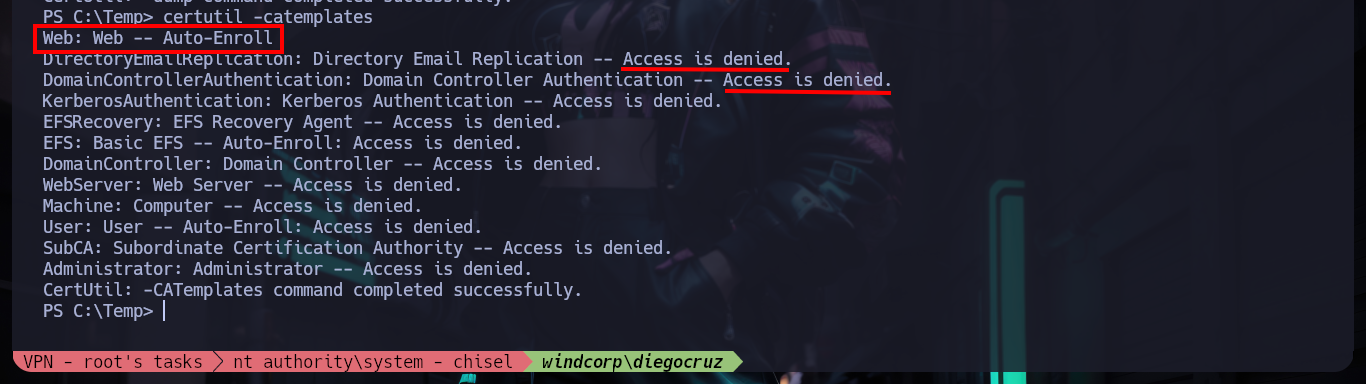 CertUtil: -dump command completed successfully.
PS C:\Temp> certutil -catemplates
Web: Web -- Auto-Enroll
DirectoryEmailReplication: Directory Email Replication -- Access is denied.
DomainControllerAuthentication: Domain Controller Authentication -- Access is denied.
KerberosAuthentication: Kerberos Authentication -- Access is denied.
EFSRecovery: EFS Recovery Agent -- Access is denied.
EFS: Basic EFS -- Auto-Enroll: Access is denied.
DomainController: Domain Controller -- Access is denied.
WebServer: Web Server -- Access is denied.
Machine: Computer -- Access is denied.
User: User -- Auto-Enroll: Access is denied.
SubCA: Subordinate Certification Authority -- Access is denied.
Administrator: Administrator -- Access is denied.
CertUtil: -CATemplates command completed successfully.
PS C:\Temp>
VPN - root's tasks nt authority\system - chisel windcorp\diegocruz